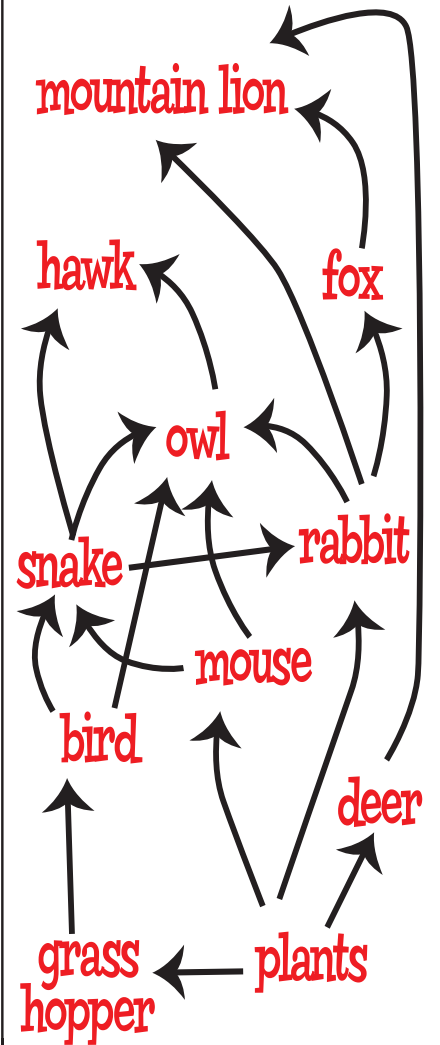 mountain lion
hawk
fox
owl
rabbit
snake
mouse
bird
deer
grass
hopper
plants